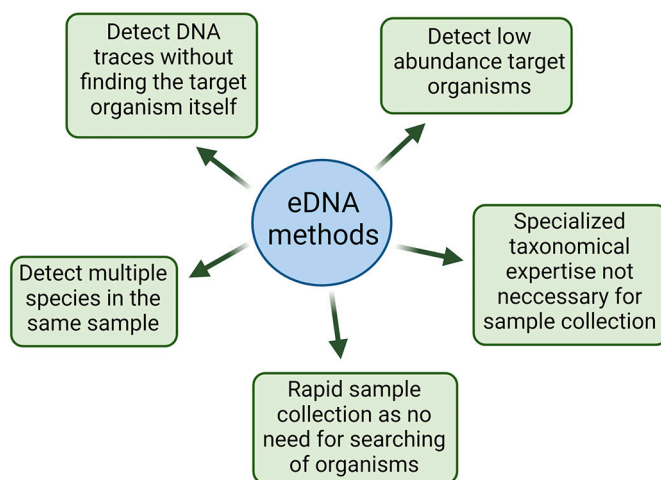 Detect DNA
traces without
finding the target
organism itself
Detect low
abundance target
organisms
eDNA
methods
Specialized
taxonomical
expertise not
neccessary for
sample collection
Detect multiple
species in the
same sample
Rapid sample
collection as no
need for searching
of organisms